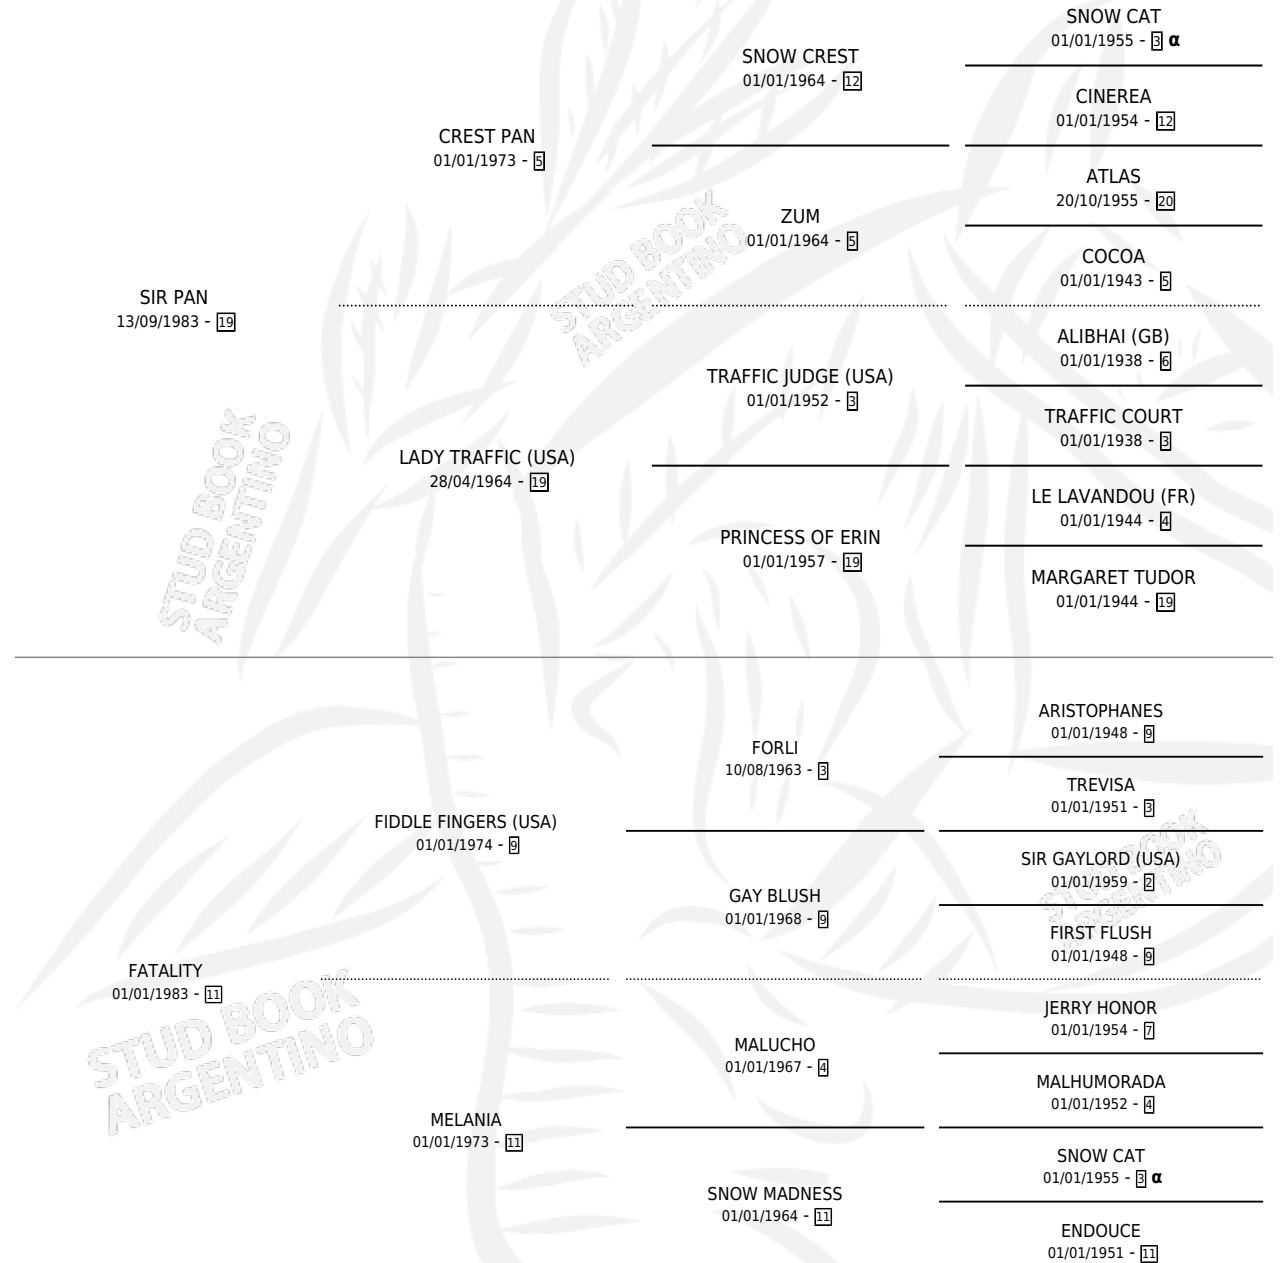 SNOW CAT
01/01/1955 - 3 α
SNOW CREST
01/01/1964 - 12
CINEREA
01/01/1954 - 12
CREST PAN
01/01/1973 - 5
ATLAS
20/10/1955 - 20
ZUM
01/01/1964 - 5
COCOA
01/01/1943 - 5
SIR PAN
13/09/1983 - 19
ALIBHAI (GB)
01/01/1938 - 6
TRAFFIC JUDGE (USA)
01/01/1952 - 3
TRAFFIC COURT
01/01/1938 - 3
LADY TRAFFIC (USA)
28/04/1964 - 19
LE LAVANDOU (FR)
01/01/1944 - 4
PRINCESS OF ERIN
01/01/1957 - 19
MARGARET TUDOR
01/01/1944 - 19
STUD BOOK
ARGENTINO
STUD BOOK
ARGENTINO
ARISTOPHANES
01/01/1948 - 9
FORLI
10/08/1963 - 3
TREVISA
01/01/1951 - 3
FIDDLE FINGERS (USA)
01/01/1974 - 9
SIR GAYLORD (USA)
01/01/1959 - 2
GAY BLUSH
01/01/1968 - 9
FIRST FLUSH
01/01/1948 - 9
FATALITY
01/01/1983 - 11
JERRY HONOR
01/01/1954 - 7
MALUCHO
01/01/1967 - 4
MALHUMORADA
01/01/1952 - 4
MELANIA
01/01/1973 - 11
SNOW CAT
01/01/1955 - 3 α
SNOW MADNESS
01/01/1964 - 11
ENDOUCE
01/01/1951 - 11
STUD BOOK
ARGENTINO
STUD BOOK
ARGENTINO